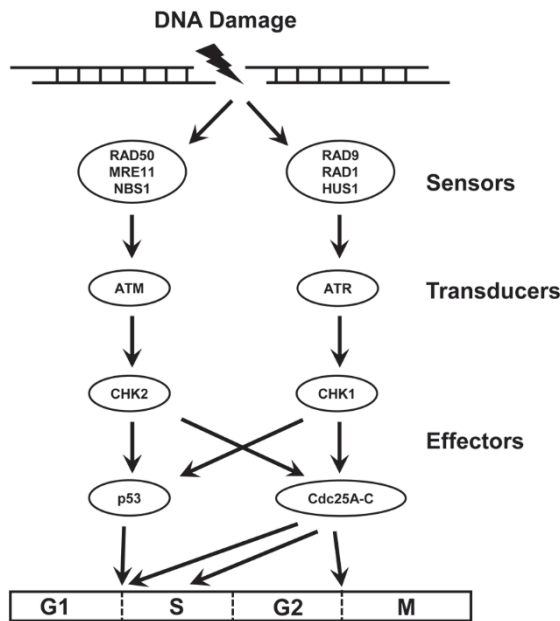 DNA Damage
RAD50
MRE11
NBS1
RAD9
RAD1
HUS1
Sensors
ATM
ATR
Transducers
CHK2
CHK1
Effectors
p53
Cdc25A-C
G1 S G2 M